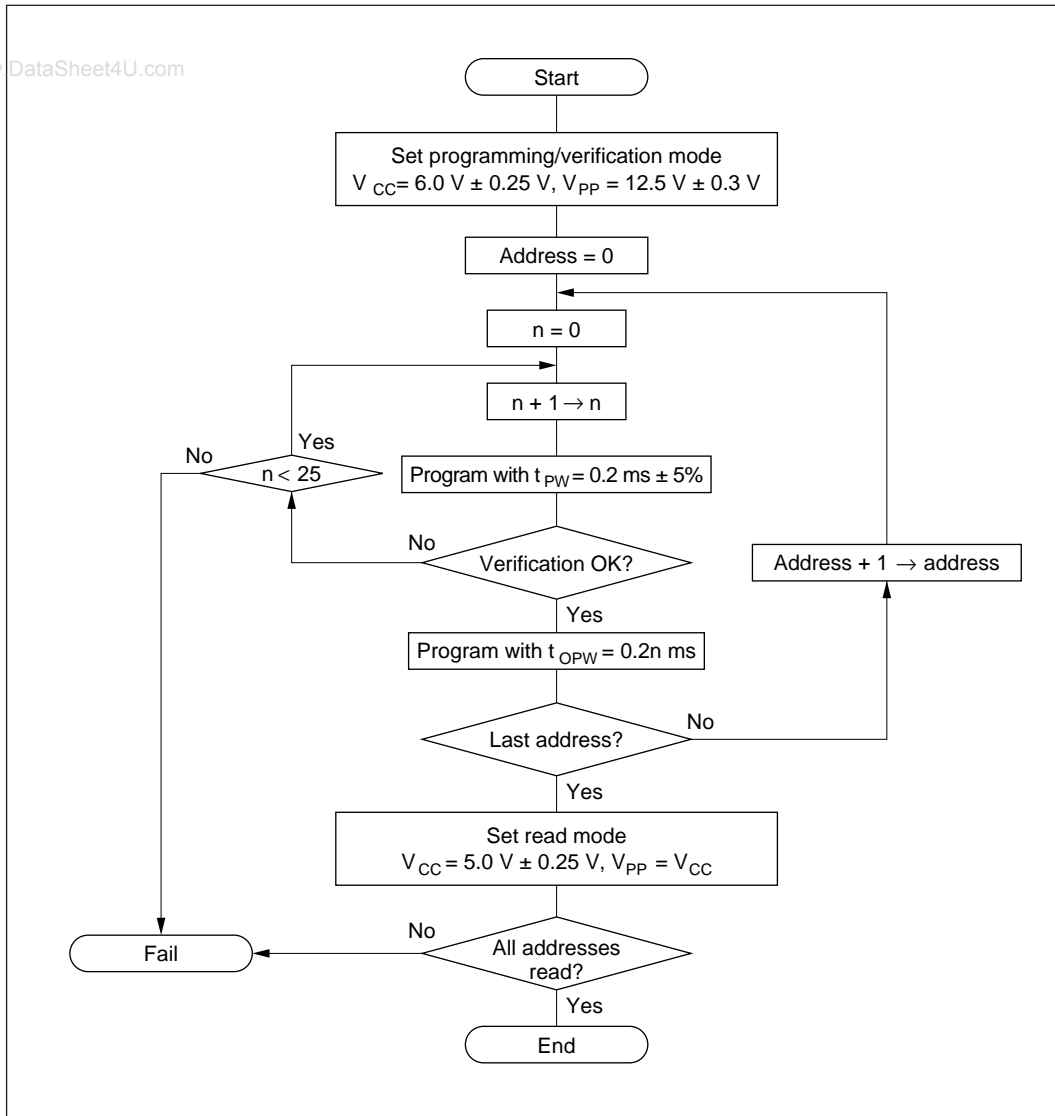 .DataSheet4U.com
Start
Set programming/verification mode
V CC= 6.0 V ± 0.25 V, VPP = 12.5 V ± 0.3 V
Address = 0
n = 0
n + 1 → n
No
Yes
n < 25
Program with t PW = 0.2 ms ± 5%
No
Verification OK?
Address + 1 → address
Yes
Program with t OPW = 0.2n ms
No
Last address?
Yes
Set read mode
V CC = 5.0 V ± 0.25 V, VPP = VCC
No
Fail
All addresses
read?
Yes
End